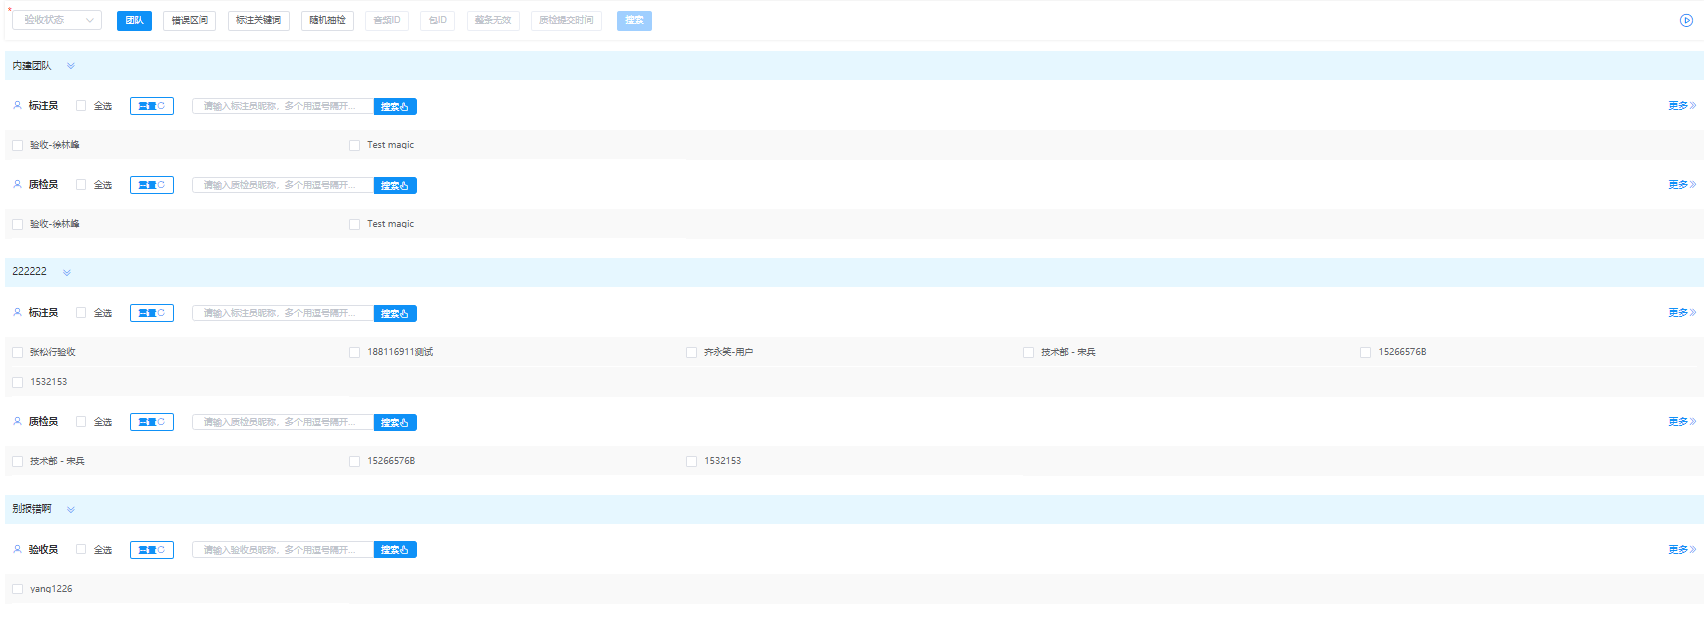 * 验收状态 团队 错误区间 标注关键词 随机抽检 音频ID 包ID 整条无效 质检提交时间 搜索
内建团队
标注员 全选 重置 请输入标注员昵称，多个用逗号隔开... 搜索 更多
验收-徐林峰 Test magic
质检员 全选 重置 请输入质检员昵称，多个用逗号隔开... 搜索 更多
验收-徐林峰 Test magic
222222
标注员 全选 重置 请输入标注员昵称，多个用逗号隔开... 搜索 更多
张松行验收 188116911测试 齐永笑-用户 技术部 - 宋兵 15266576B
1532153
质检员 全选 重置 请输入质检员昵称，多个用逗号隔开... 搜索 更多
技术部 - 宋兵 15266576B 1532153
别报错啊
验收员 全选 重置 请输入验收员昵称，多个用逗号隔开... 搜索 更多
yang1226